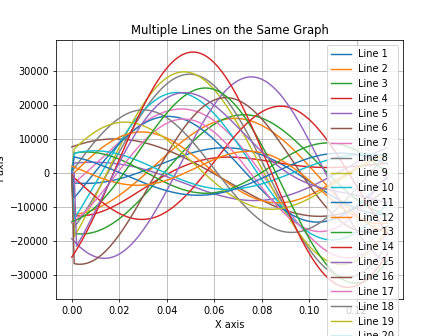 Multiple Lines on the Same Graph
30000
20000
10000
0
−10000
−20000
−30000
0.00
0.02
0.04
0.06
0.08
0.10
X axis
Line 1
Line 2
Line 3
Line 4
Line 5
Line 6
Line 7
Line 8
Line 9
Line 10
Line 11
Line 12
Line 13
Line 14
Line 15
Line 16
Line 17
Line 18
Line 19
Line 20